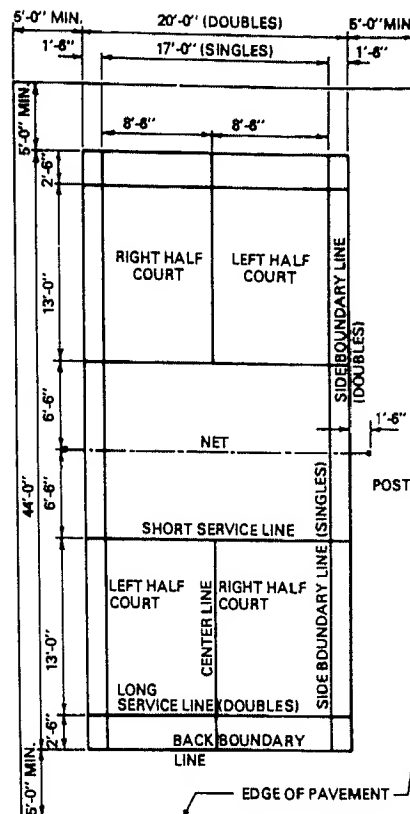 5'-0" MIN.
20'-0" (DOUBLES)
5'-0" MIN
17'-0" (SINGLES)
1'-6"
1'-6"
8'-6"
8'-6"
5'-0" MIN.
2'-6"
RIGHT HALF
COURT
LEFT HALF
COURT
13'-0"
SIDE BOUNDARY LINE
(DOUBLES)
6'-6"
1'-6"
NET
44'-0"
6'-6"
POST
SHORT SERVICE LINE
LEFT HALF
COURT
RIGHT HALF
COURT
CENTER LINE
SIDE BOUNDARY LINE (SINGLES)
13'-0"
LONG
SERVICE LINE (DOUBLES)
2'-6"
BACK BOUNDARY
LINE
5'-0" MIN.
EDGE OF PAVEMENT